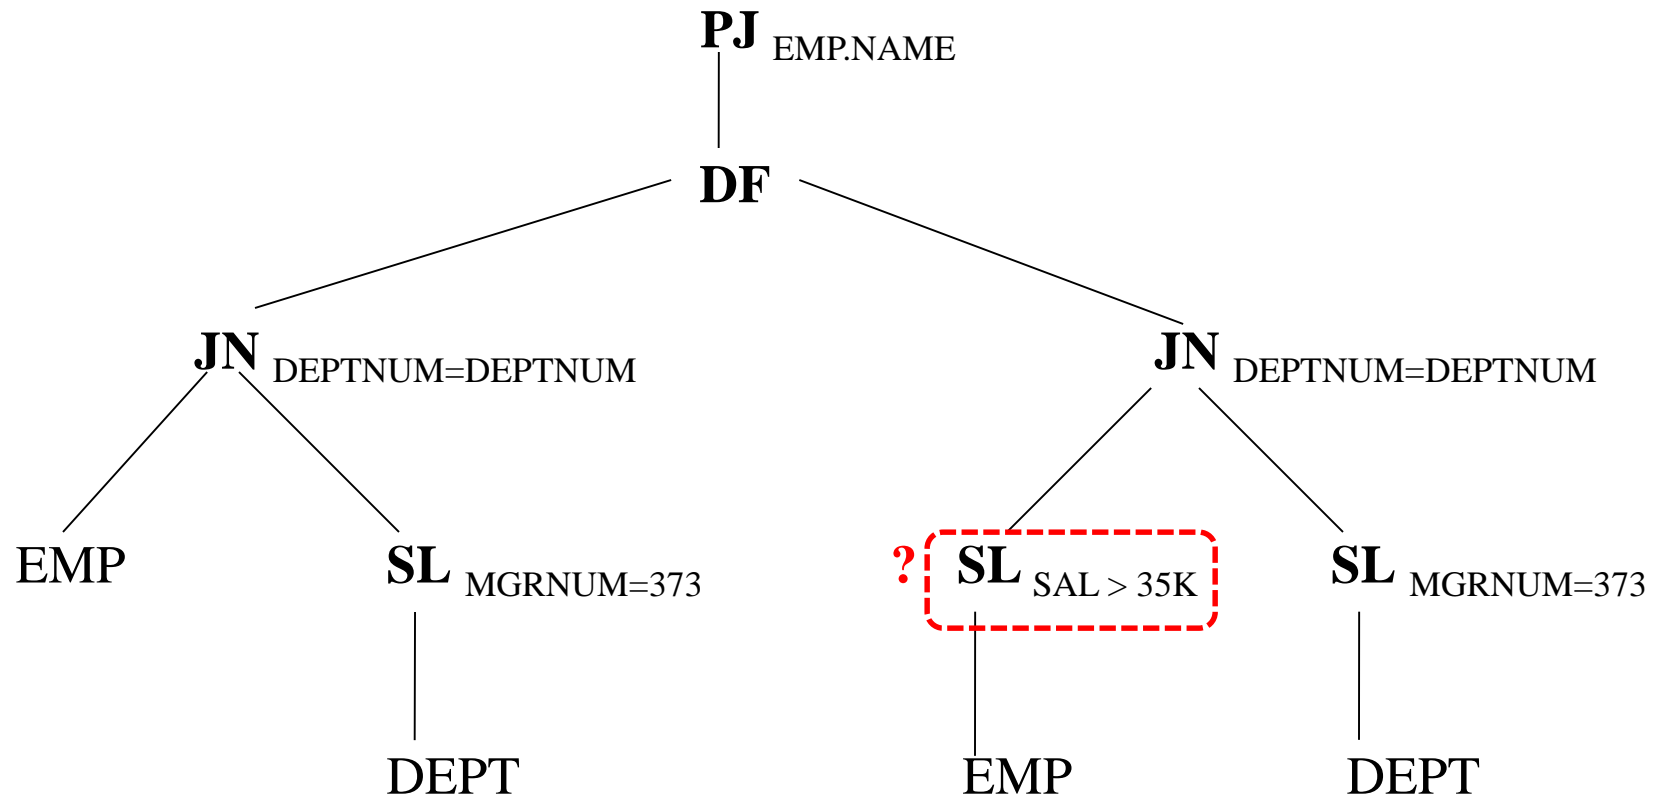 PJ EMP.NAME
DF
JN DEPTNUM=DEPTNUM
JN DEPTNUM=DEPTNUM
EMP
SL MGRNUM=373
? SL SAL > 35K
SL MGRNUM=373
DEPT
EMP
DEPT